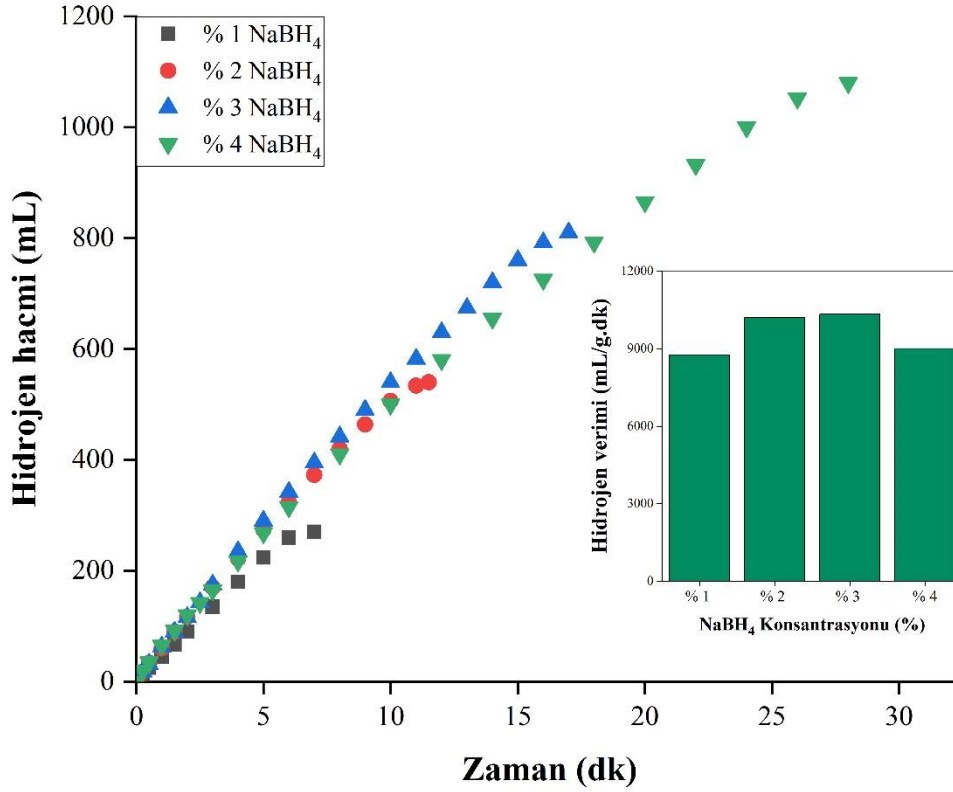 % 1 NaBH₄
% 2 NaBH₄
% 3 NaBH₄
% 4 NaBH₄
Hidrojen hacmi (mL)
1200
1000
800
600
400
200
0
0 5 10 15 20 25 30
Zaman (dk)
Hidrojen verimi (mL/g.dk)
12000
9000
6000
3000
0
% 1 % 2 % 3 % 4
NaBH₄ Konsantrasyonu (%)